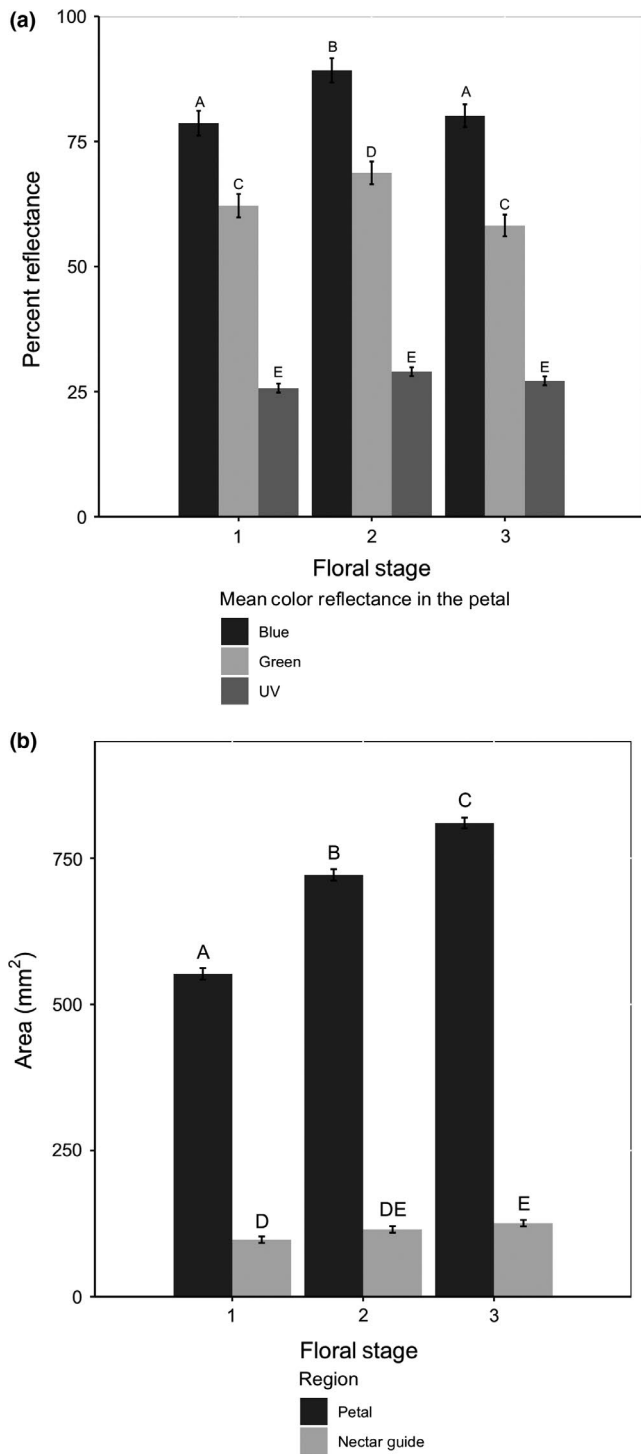 (a)
100
75
50
25
0
Percent reflectance
A
C
E
B
D
E
A
C
E
1 2 3
Floral stage
Mean color reflectance in the petal
Blue
Green
UV
(b)
750
500
250
0
Area (mm²)
A
D
B
DE
C
E
1 2 3
Floral stage
Region
Petal
Nectar guide